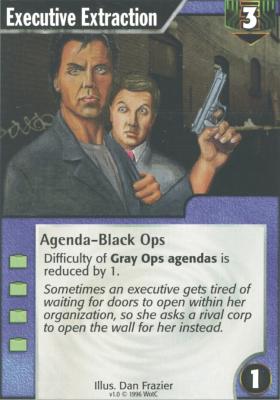 Executive Extraction
3
Agenda–Black Ops
Difficulty of Gray Ops agendas is
reduced by 1.
Sometimes an executive gets tired of
waiting for doors to open within her
organization, so she asks a rival corp
to open the wall for her instead.
1
Illus. Dan Frazier
v1.0 © 1996 WotC